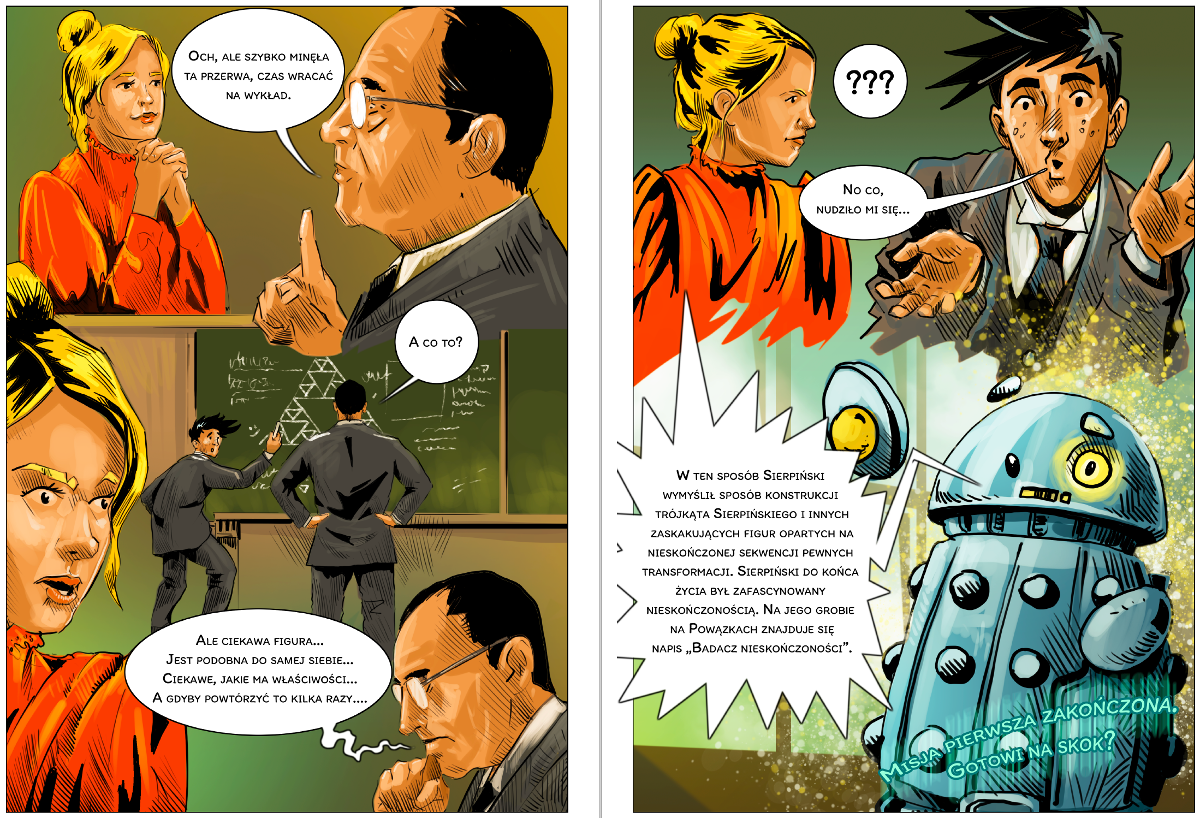 Och, ale szybko minęła
ta przerwa, czas wracać
na wykład.
A co to?
Ale ciekawa figura...
Jest podobna do samej siebie...
Ciekawe, jakie ma właściwości...
A gdyby powtórzyć to kilka razy....
???
No co,
nudziło mi się...
W ten sposób Sierpiński
wymyślił sposób konstrukcji
trójkąta Sierpińskiego i innych
zaskakujących figur opartych na
nieskończonej sekwencji pewnych
transformacji. Sierpiński do końca
życia był zafascynowany
nieskończonością. Na jego grobie
na Powązkach znajduje się
napis „Badacz nieskończoności”.
Misja pierwsza zakończona.
Gotowi na skok?